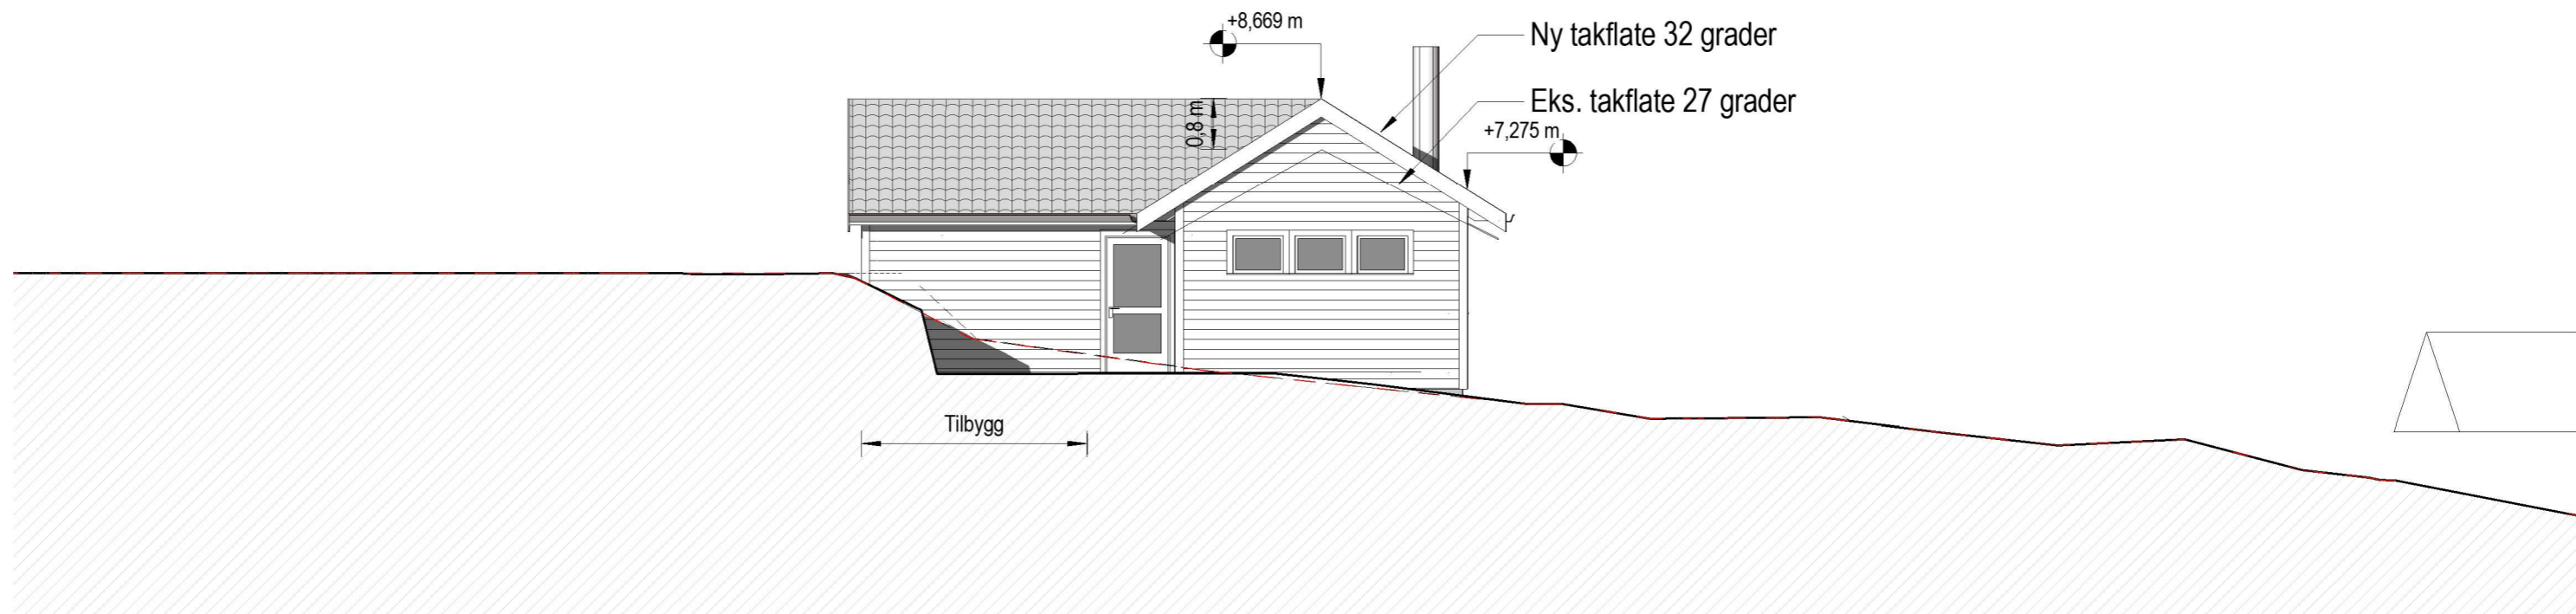 +8,669 m
Ny takflate 32 grader
Eks. takflate 27 grader
0,8 m
+7,275 m
Tilbygg